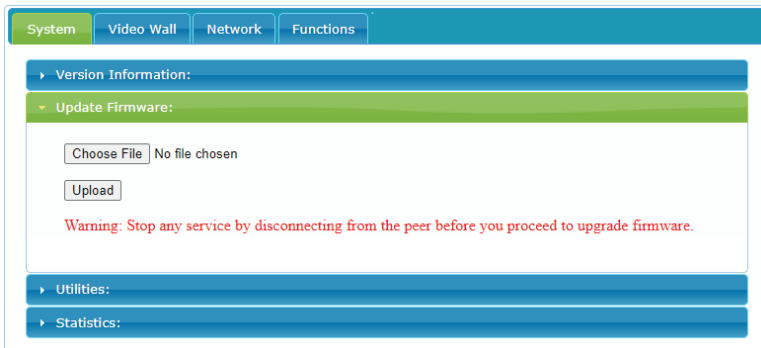 System Video Wall Network Functions
Version Information:
Update Firmware:
Choose File No file chosen
Upload
Warning: Stop any service by disconnecting from the peer before you proceed to upgrade firmware.
Utilities:
Statistics: